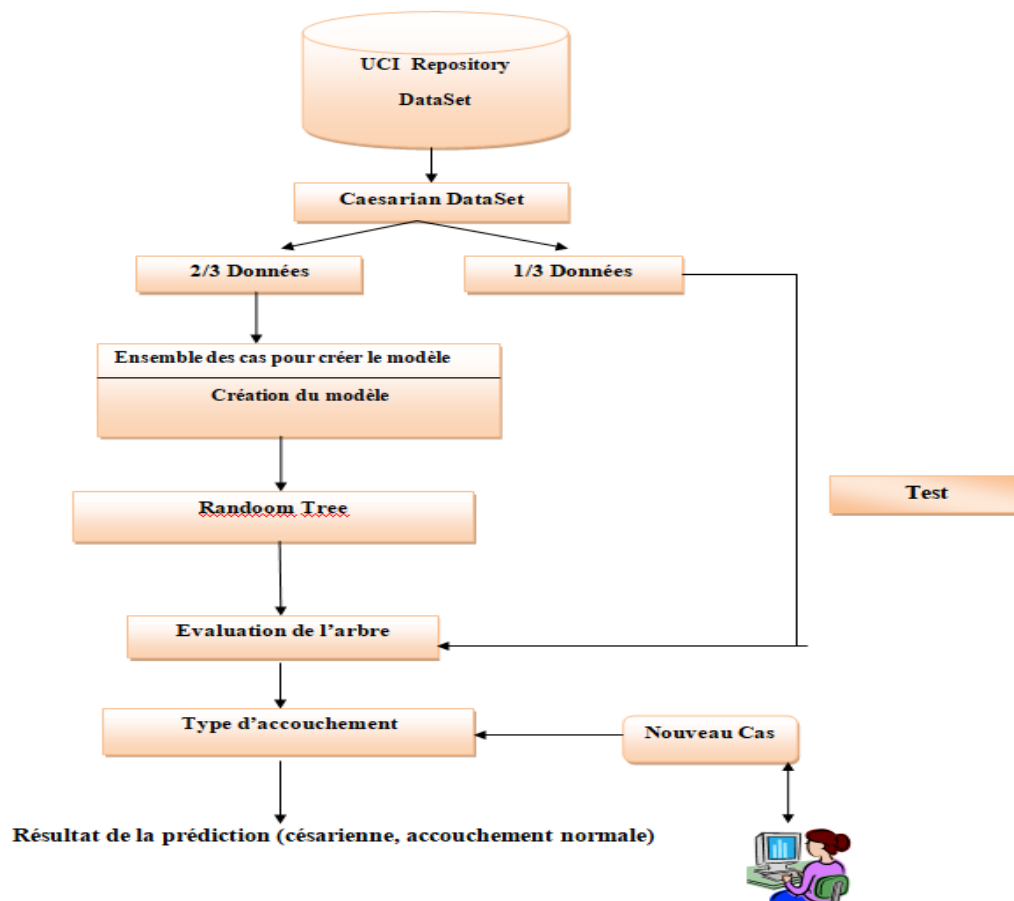 UCI Repository
DataSet
Caesarian DataSet
2/3 Données
1/3 Données
Ensemble des cas pour créer le modèle
Création du modèle
Randoom Tree
Test
Evaluation de l'arbre
Type d'accouchement
Nouveau Cas
Résultat de la prédiction (césarienne, accouchement normale)